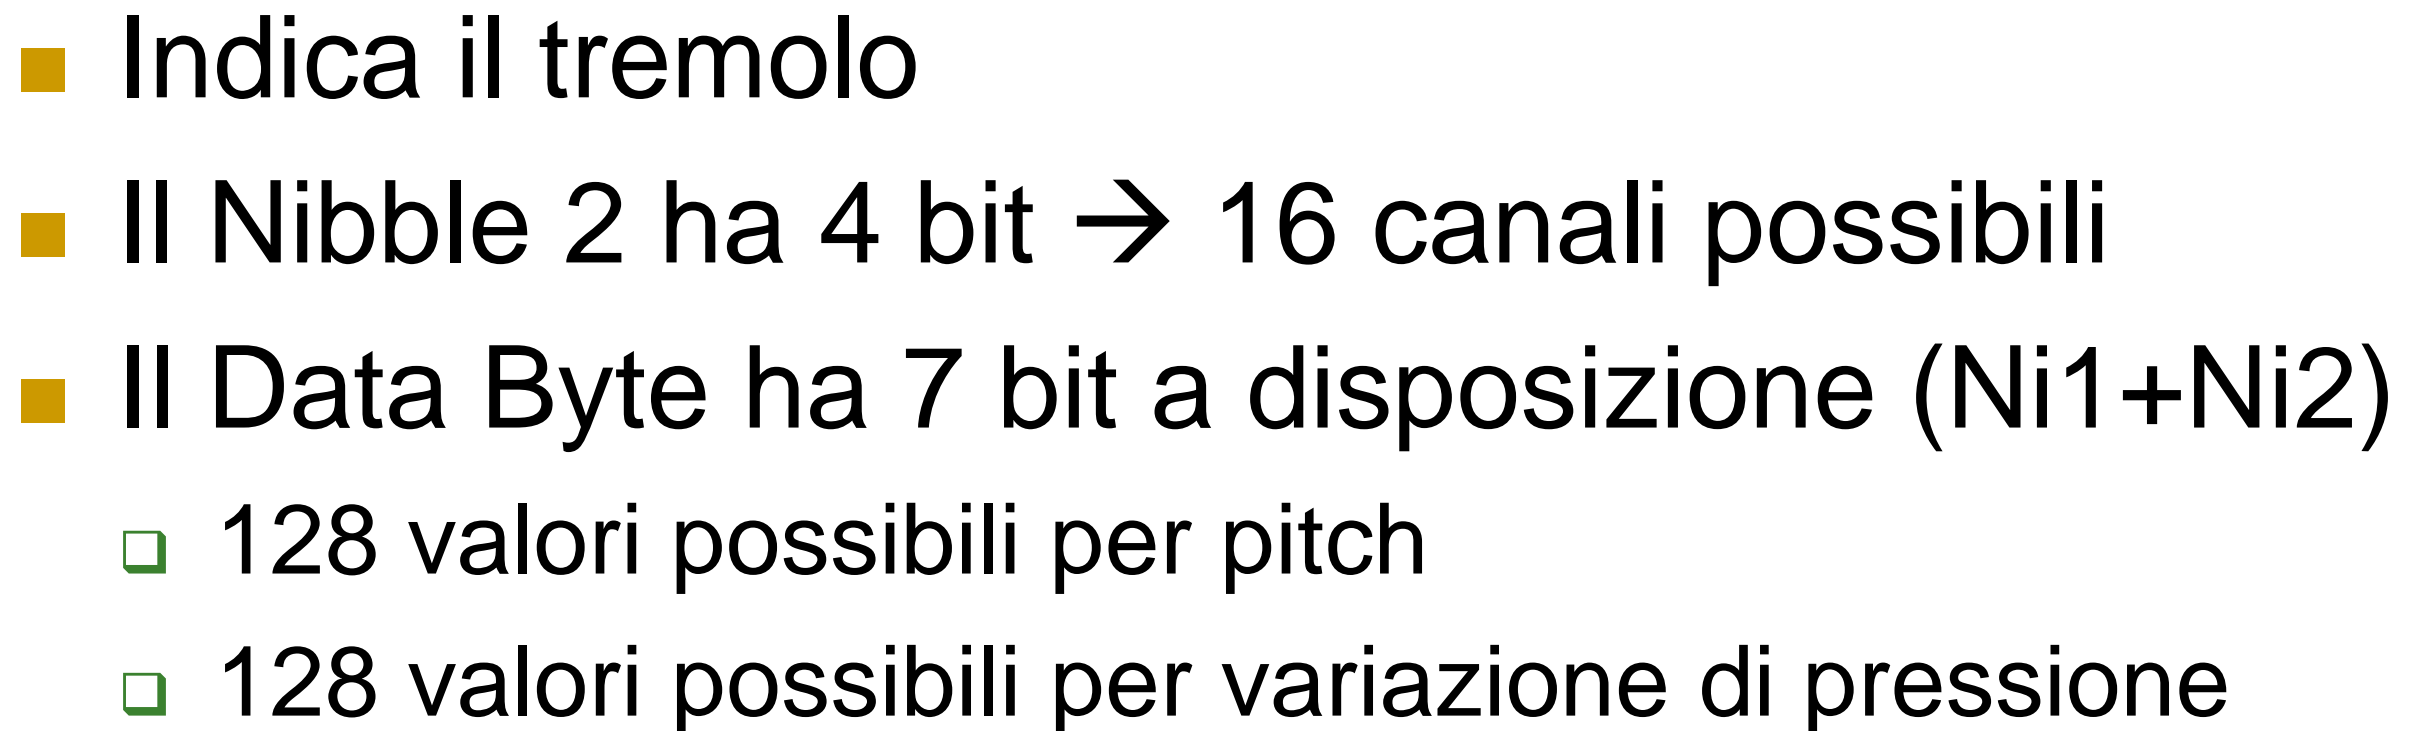 Indica il tremolo
Il Nibble 2 ha 4 bit → 16 canali possibili
Il Data Byte ha 7 bit a disposizione (Ni1+Ni2)
128 valori possibili per pitch
128 valori possibili per variazione di pressione